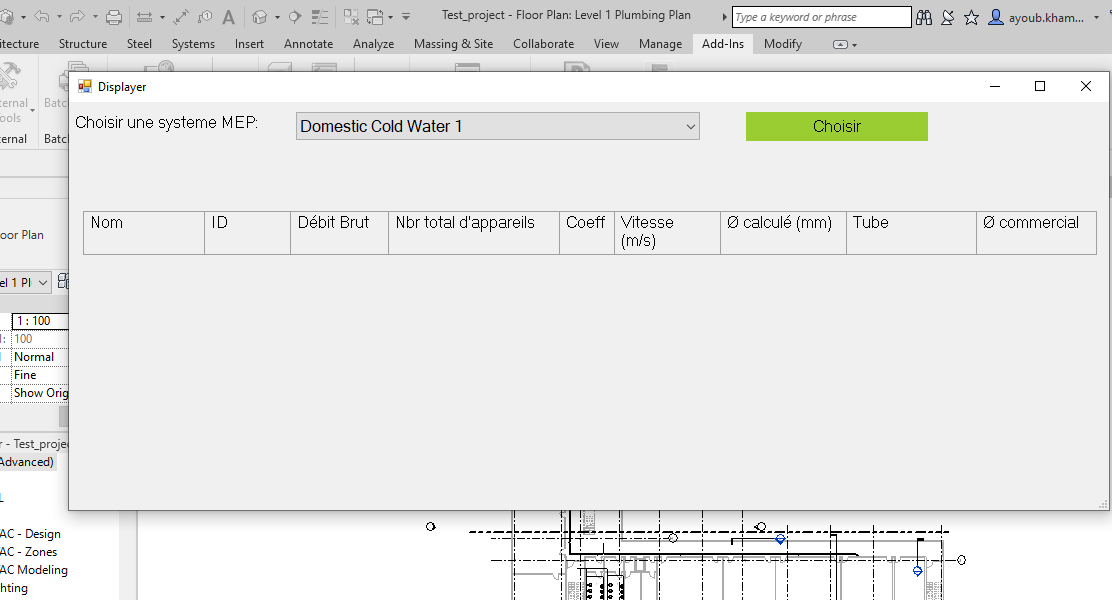 Test_project - Floor Plan: Level 1 Plumbing Plan
Type a keyword or phrase
ayoub.kham...
itecture Structure Steel Systems Insert Annotate Analyze Massing & Site Collaborate View Manage Add-Ins Modify
Displayer
Choisir une systeme MEP:
Domestic Cold Water 1
Choisir
Nom ID Débit Brut Nbr total d'appareils Coeff Vitesse (m/s) Ø calculé (mm) Tube Ø commercial
ternal
Batc
ools
ternal
Batcl
oor Plan
el 1 Pl
1 : 100
100
Normal
Fine
Show Orig
r - Test_projec
Advanced)
AC - Design
AC - Zones
AC Modeling
hting